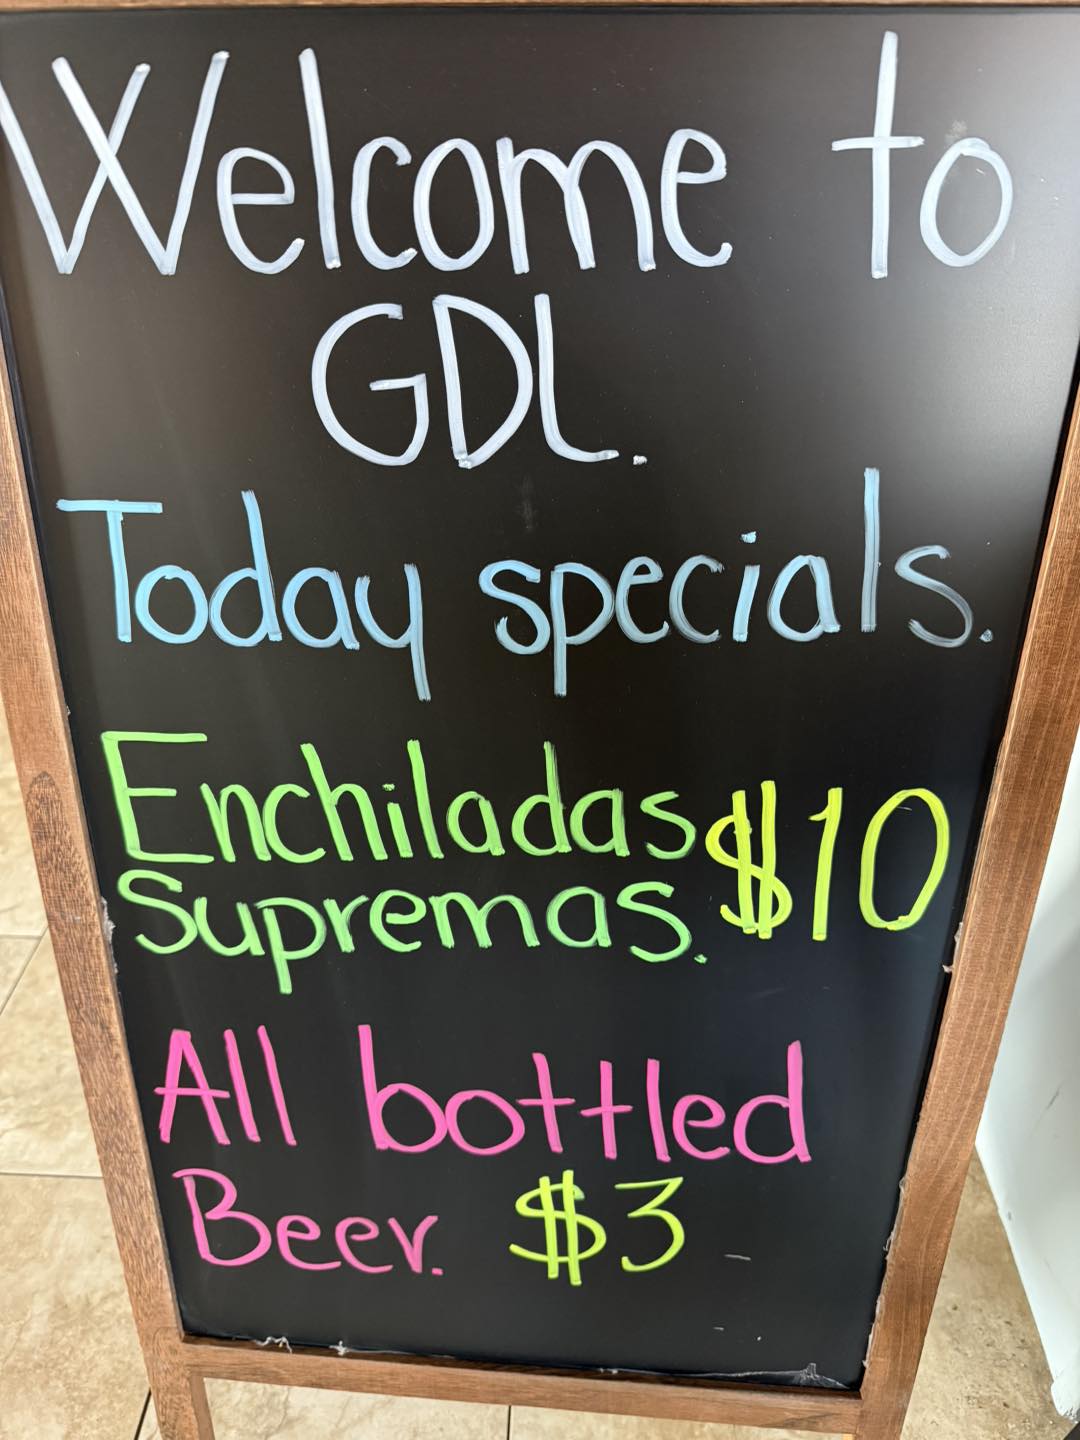 Welcome to
GDL.
Today specials.
Enchiladas $10
Supremas.
All bottled
Beer. $3